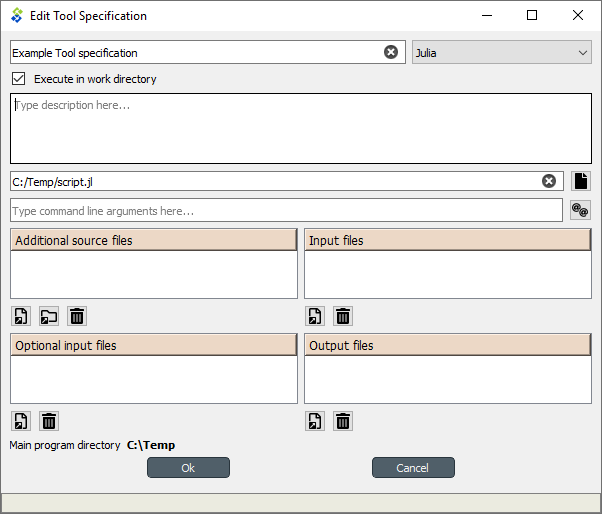 Edit Tool Specification
Example Tool specification
Julia
Execute in work directory
Type description here...
C:/Temp/script.jl
Type command line arguments here...
@@
Additional source files
Input files
Optional input files
Output files
Main program directory C:\Temp
Ok
Cancel